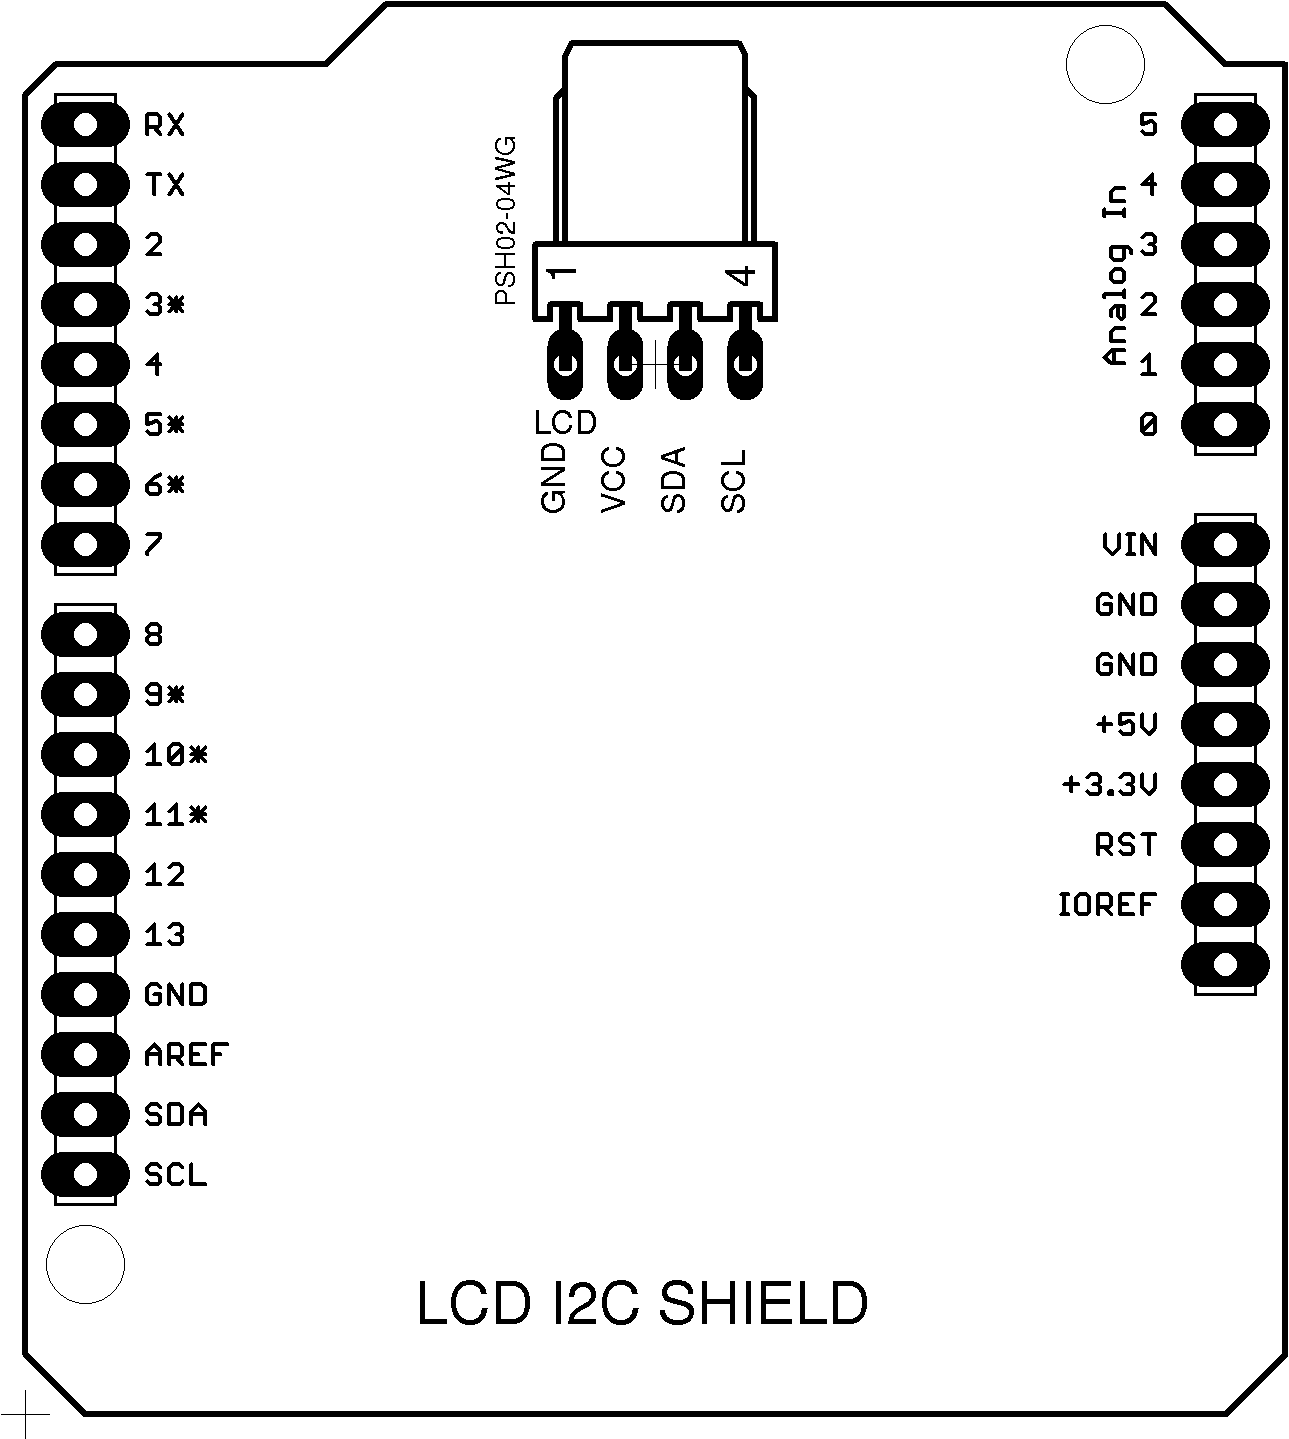 RX
TX
2
3*
4
5*
6*
7
8
9*
10*
11*
12
13
GND
AREF
SDA
SCL
PSH02-04WG
1
4
LCD
GND
VCC
SDA
SCL
5
4
3
2
1
0
Analog In
VIN
GND
GND
+5V
+3.3V
RST
IOREF
LCD I2C SHIELD